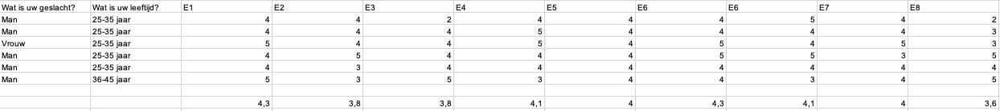 Wat is uw geslacht? Wat is uw leeftijd? E1 E2 E3 E4 E5 E6 E6 E7 E8
Man 25-35 jaar 4 4 2 4 4 4 5 4 2
Man 25-35 jaar 4 4 4 5 4 4 4 4 3
Vrouw 25-35 jaar 5 4 4 5 4 5 4 5 3
Man 25-35 jaar 4 5 4 4 4 5 5 3 5
Man 25-35 jaar 4 3 4 4 4 4 4 4 4
Man 36-45 jaar 5 3 5 3 4 4 3 4 5
4,3 3,8 3,8 4,1 4 4,3 4,1 4 3,6